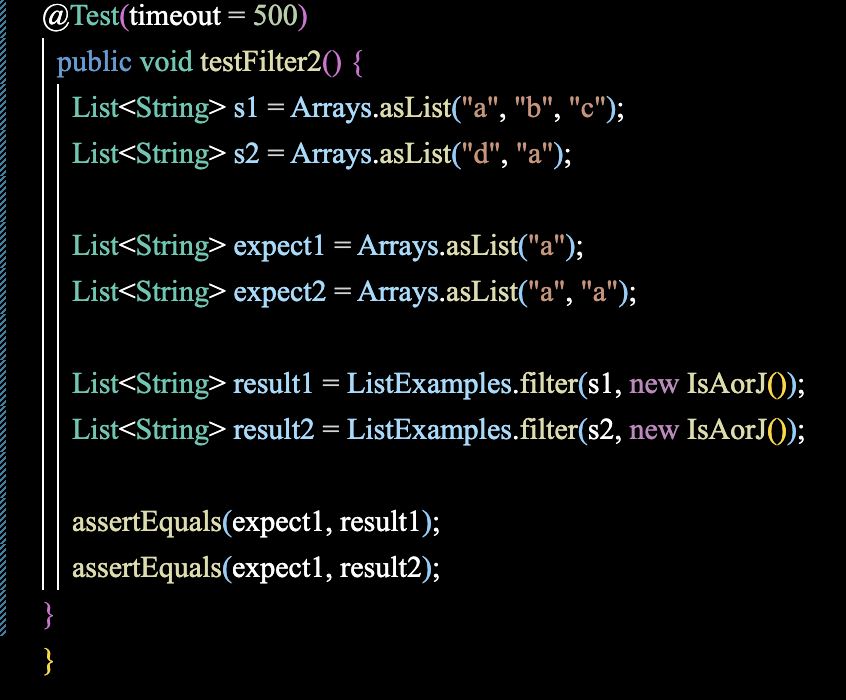 @Test(timeout = 500)
public void testFilter2() {
List<String> s1 = Arrays.asList("a", "b", "c");
List<String> s2 = Arrays.asList("d", "a");
List<String> expect1 = Arrays.asList("a");
List<String> expect2 = Arrays.asList("a", "a");
List<String> result1 = ListExamples.filter(s1, new IsAorJ());
List<String> result2 = ListExamples.filter(s2, new IsAorJ());
assertEquals(expect1, result1);
assertEquals(expect1, result2);
}
}